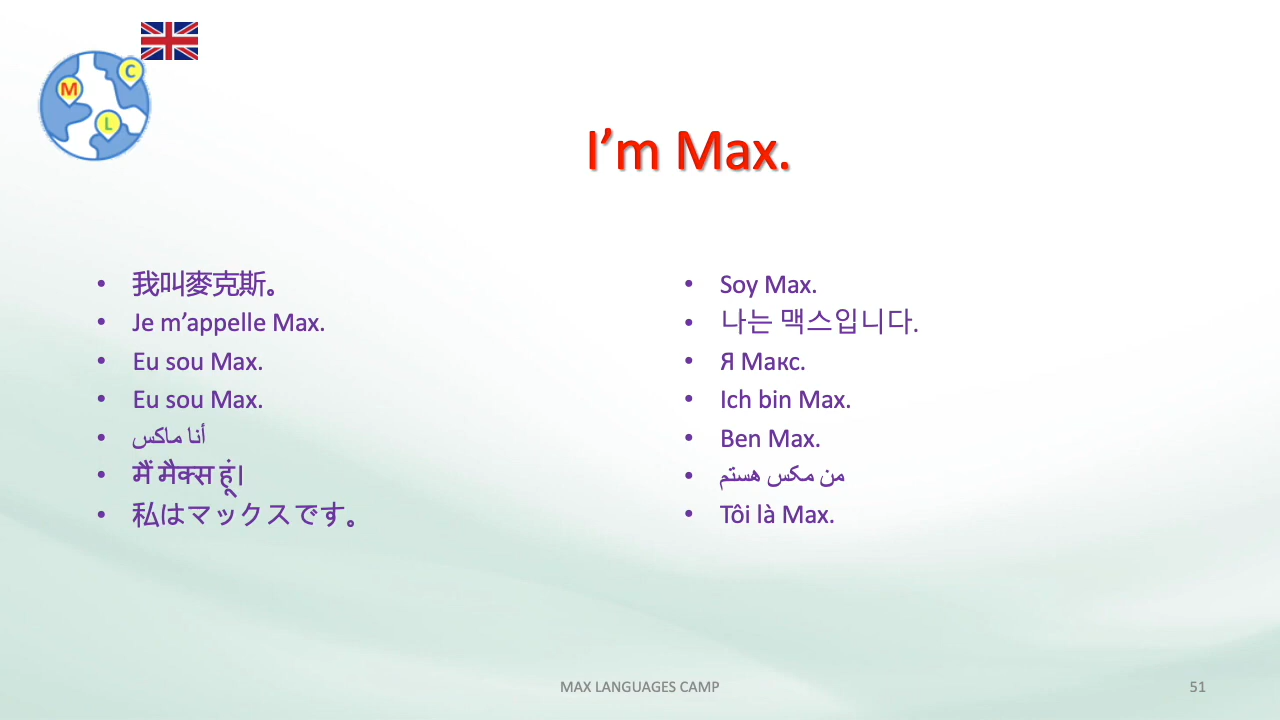 C
M
L
I’m Max.
• 我叫麥克斯。
• Je m’appelle Max.
• Eu sou Max.
• Eu sou Max.
• أنا ماكس
• मैं मैक्स हूं।
• 私はマックスです。
• Soy Max.
• 나는 맥스입니다.
• Я Макс.
• Ich bin Max.
• Ben Max.
• من مکس هستم
• Tôi là Max.
MAX LANGUAGES CAMP
51